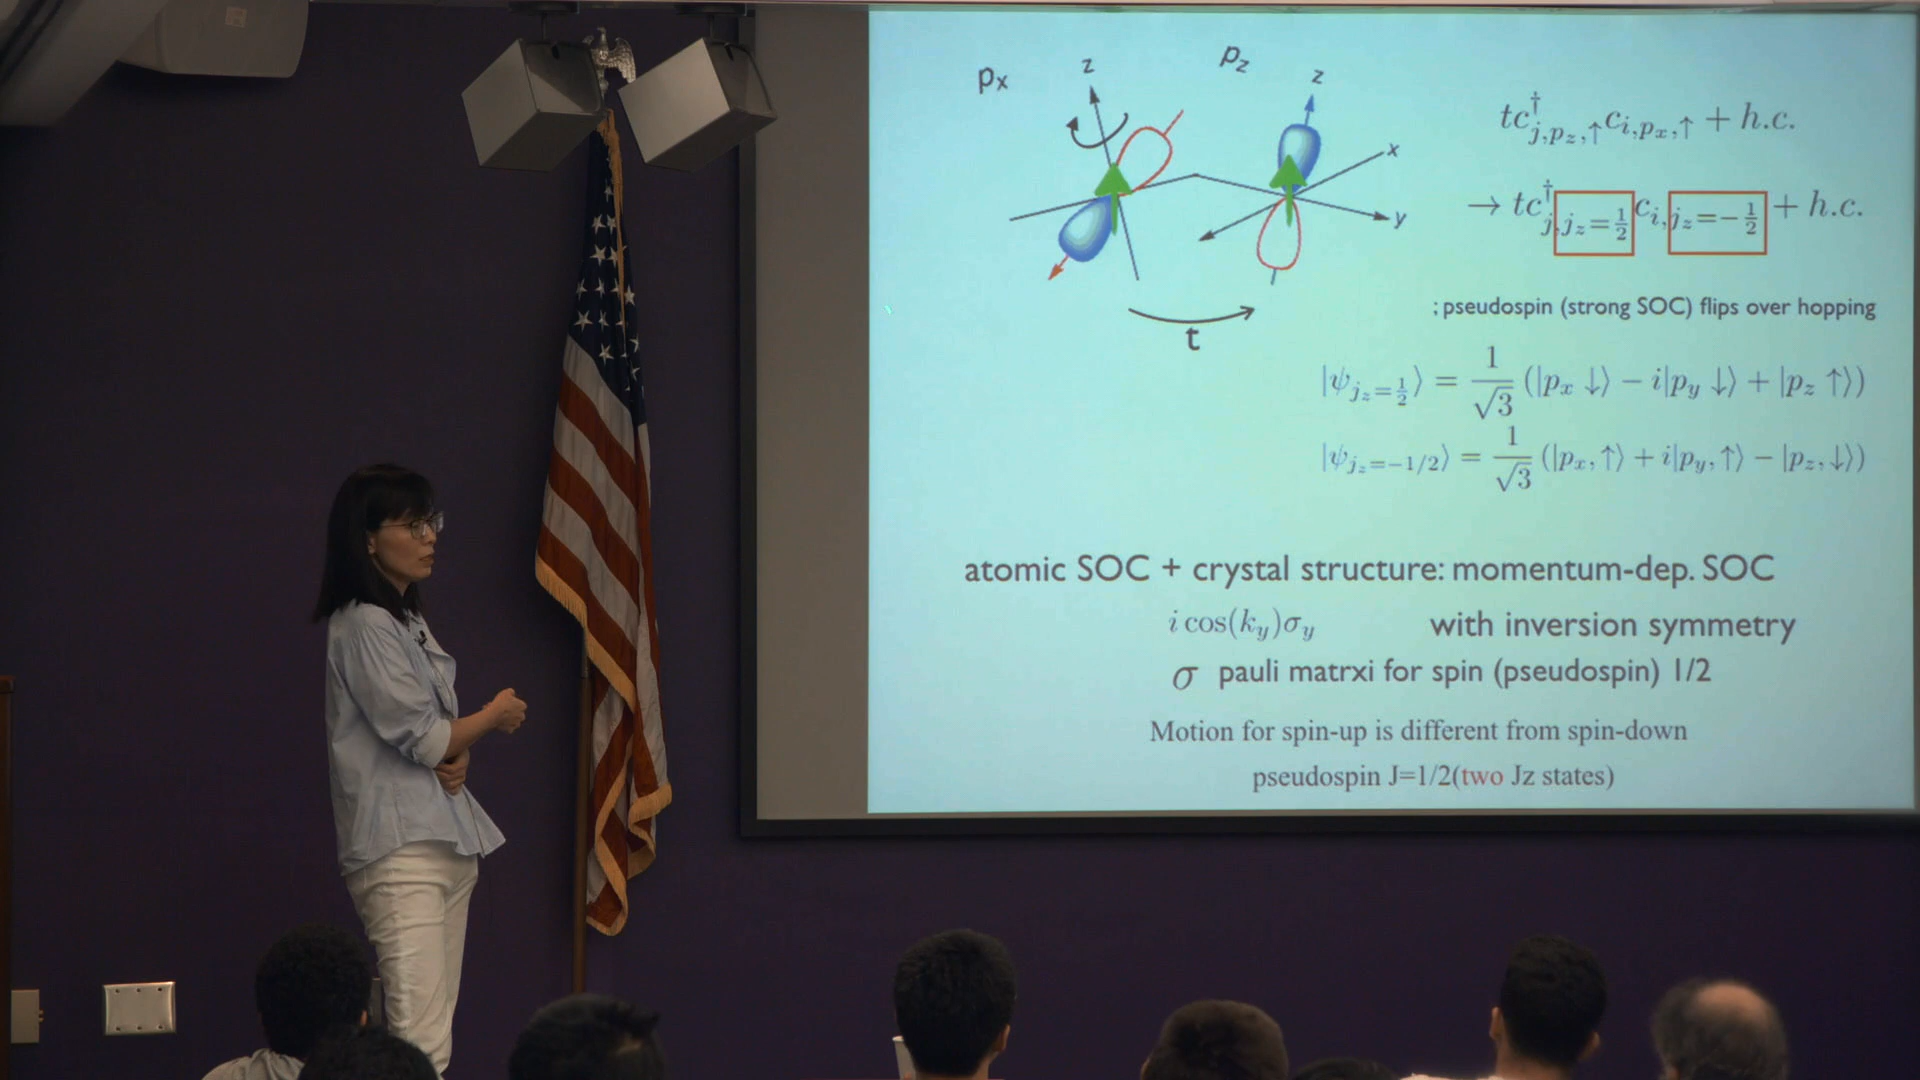 p_x
z
p_z
z
x
y
t
tc†_{j,p_z,↑}c_{i,p_x,↑} + h.c.
→ tc†_{j,j_z=1/2}c_{i,j_z=-1/2} + h.c.
; pseudospin (strong SOC) flips over hopping
|ψ_{j_z=1/2}⟩ = 1/√3 (|p_x ↓⟩ − i|p_y ↓⟩ + |p_z ↑⟩)
|ψ_{j_z=-1/2}⟩ = 1/√3 (|p_x, ↑⟩ + i|p_y, ↑⟩ − |p_z, ↓⟩)
atomic SOC + crystal structure: momentum-dep. SOC
i cos(k_y)σ_y with inversion symmetry
σ pauli matrxi for spin (pseudospin) 1/2
Motion for spin-up is different from spin-down
pseudospin J=1/2(two Jz states)